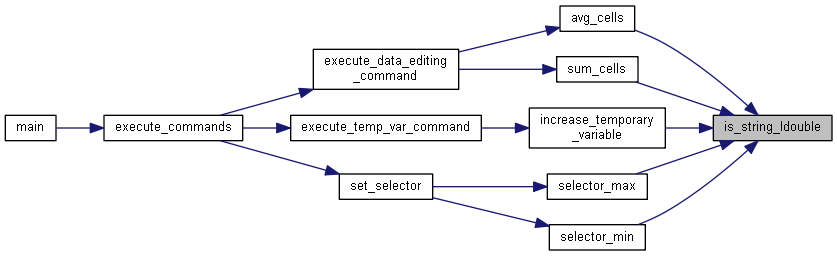 avg_cells
execute_data_editing
_command
sum_cells
main
execute_commands
execute_temp_var_command
increase_temporary
_variable
is_string_ldouble
set_selector
selector_max
selector_min